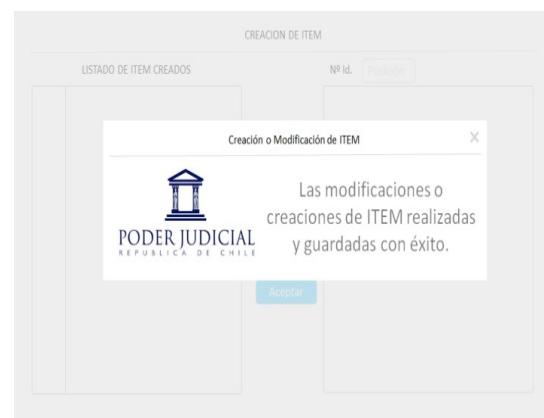 CREACION DE ITEM
LISTADO DE ITEM CREADOS
Nº Id.
Posición
Creación o Modificación de ITEM
X
Las modificaciones o
creaciones de ITEM realizadas
y guardadas con éxito.
PODER JUDICIAL
REPUBLICA DE CHILE
Aceptar